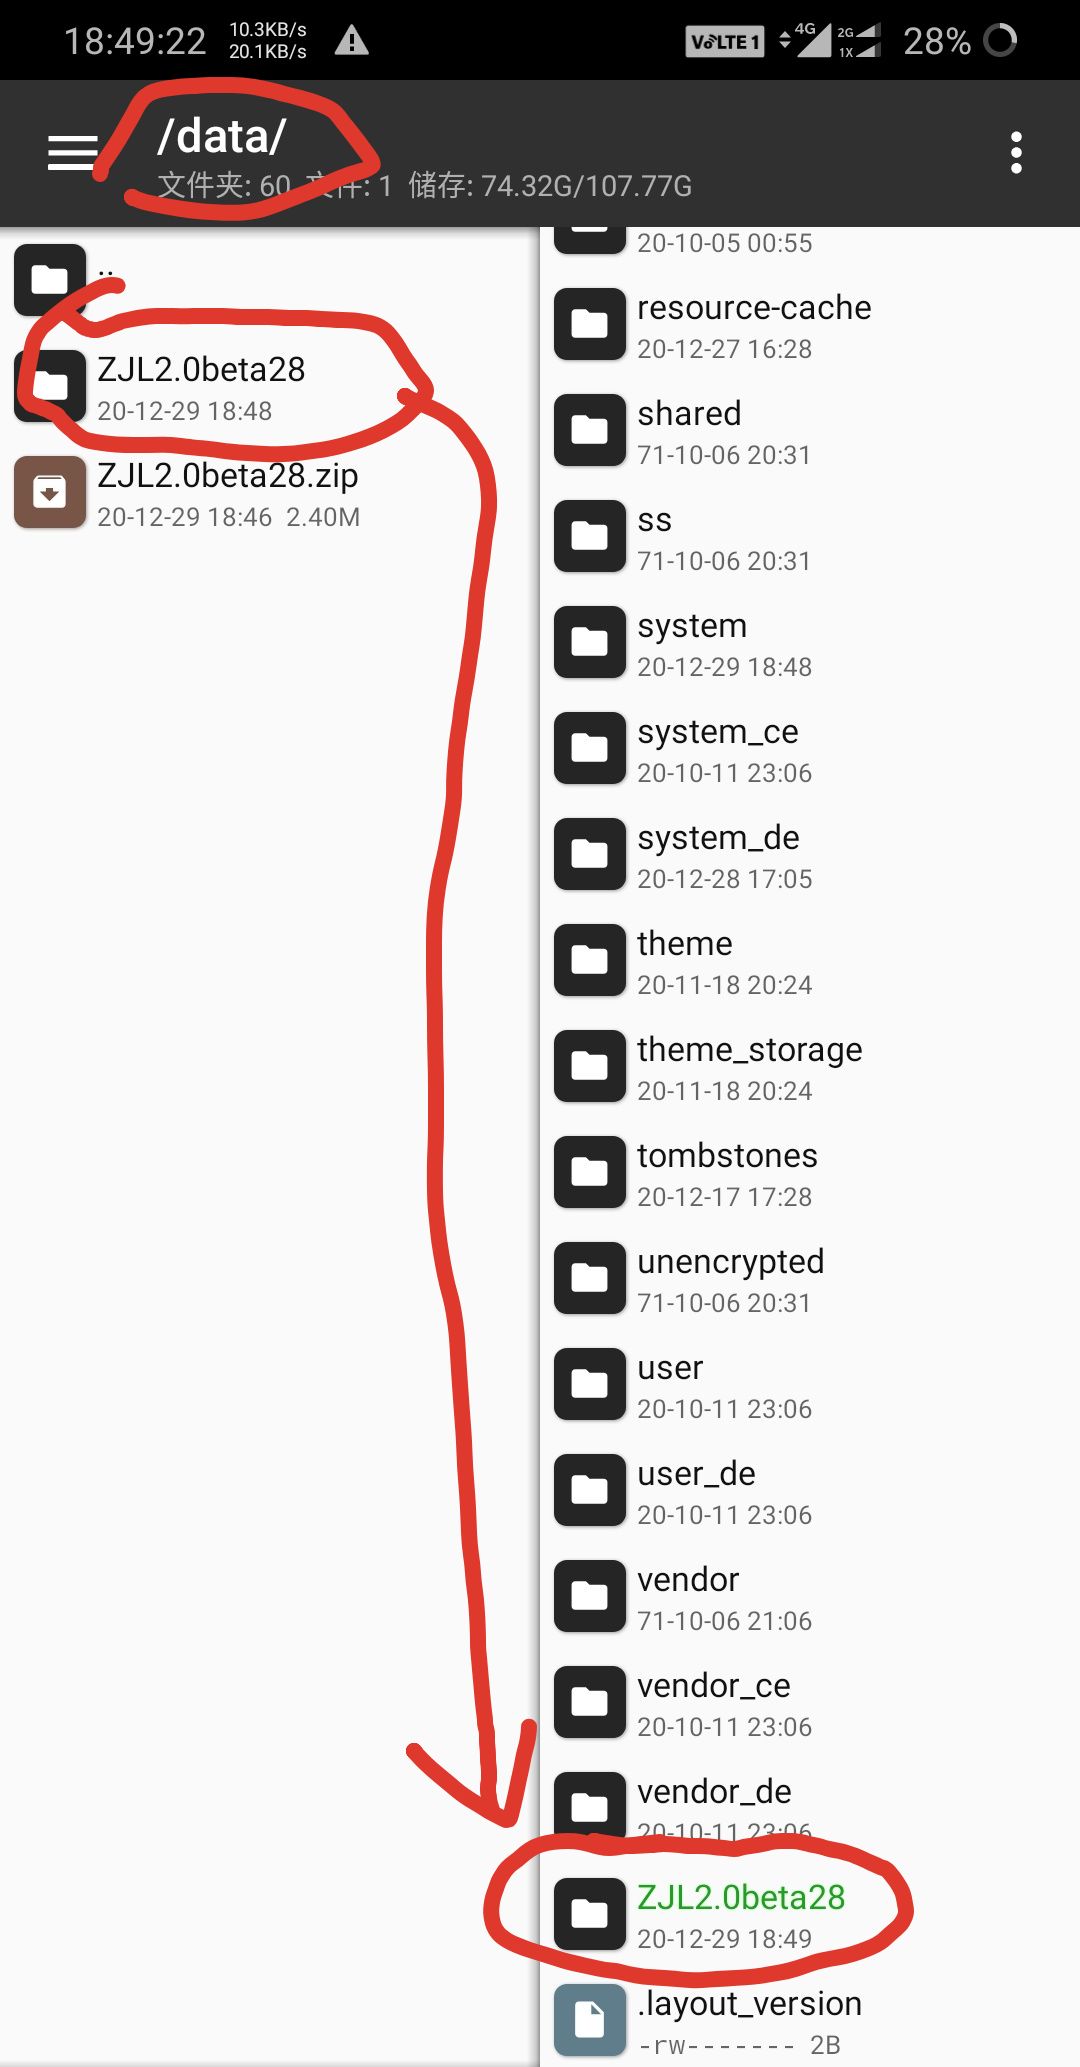 18:49:22 10.3KB/s 20.1KB/s VoLTE 1 4G 2G 1X 28%
/data/
文件夹: 60 文件: 1 储存: 74.32G/107.77G
..
ZJL2.0beta28
20-12-29 18:48
ZJL2.0beta28.zip
20-12-29 18:46 2.40M
20-10-05 00:55
resource-cache
20-12-27 16:28
shared
71-10-06 20:31
ss
71-10-06 20:31
system
20-12-29 18:48
system_ce
20-10-11 23:06
system_de
20-12-28 17:05
theme
20-11-18 20:24
theme_storage
20-11-18 20:24
tombstones
20-12-17 17:28
unencrypted
71-10-06 20:31
user
20-10-11 23:06
user_de
20-10-11 23:06
vendor
71-10-06 21:06
vendor_ce
20-10-11 23:06
vendor_de
20-10-11 23:06
ZJL2.0beta28
20-12-29 18:49
.layout_version
-rw------- 2B